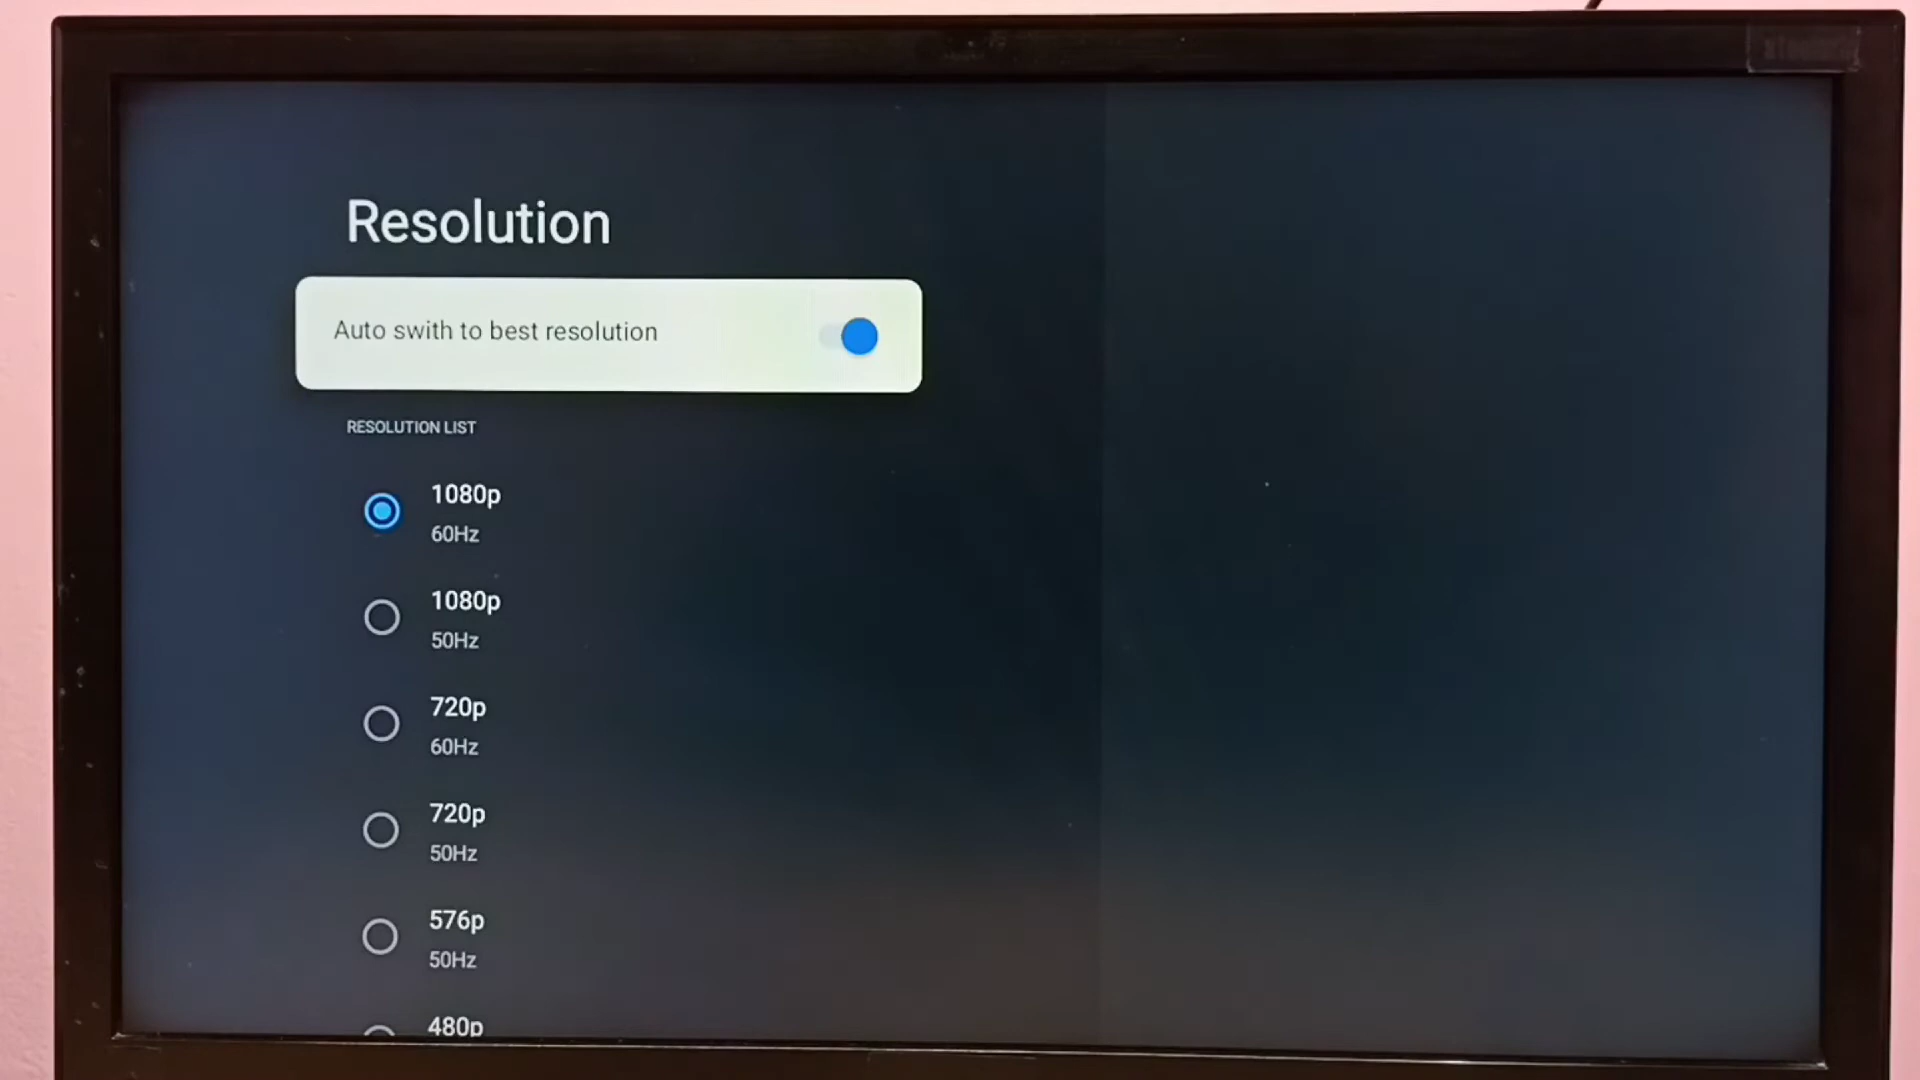 Resolution
Auto swith to best resolution
RESOLUTION LIST
1080p
60Hz
1080p
50Hz
720p
60Hz
720p
50Hz
576p
50Hz
480p